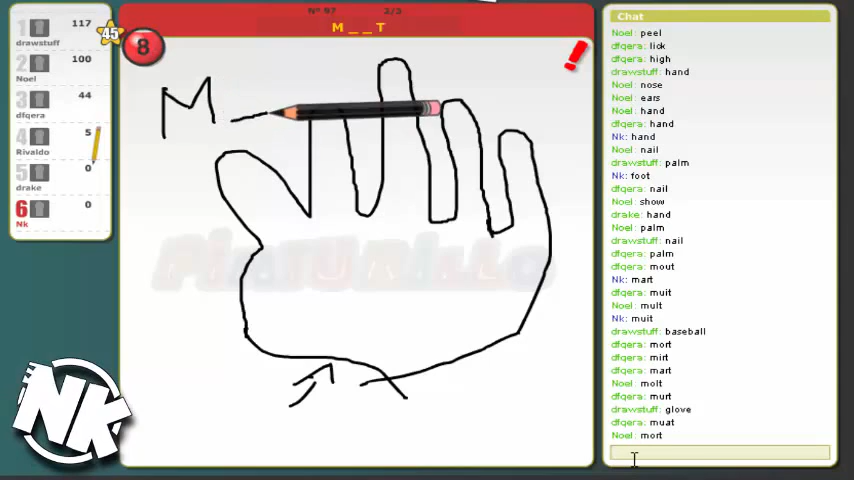 1 117
drawstuff
45
2 100
Noel
3 44
dfqera
4 5
Rivaldo
5 0
drake
6 0
Nk
Nº 97 2/3
M _ _ T
8
!
M
PINTURILLO
NK
Chat
Noel: peel
dfqera: lick
dfqera: high
drawstuff: hand
Noel: nose
Noel: ears
Noel: hand
dfqera: hand
Nk: hand
Noel: nail
drawstuff: palm
Nk: foot
dfqera: nail
Noel: show
drake: hand
Noel: palm
drawstuff: nail
dfqera: palm
dfqera: mout
Nk: mart
dfqera: muit
Noel: mult
Nk: muit
drawstuff: baseball
dfqera: mort
dfqera: mirt
dfqera: mart
Noel: molt
dfqera: murt
drawstuff: glove
dfqera: muat
Noel: mort